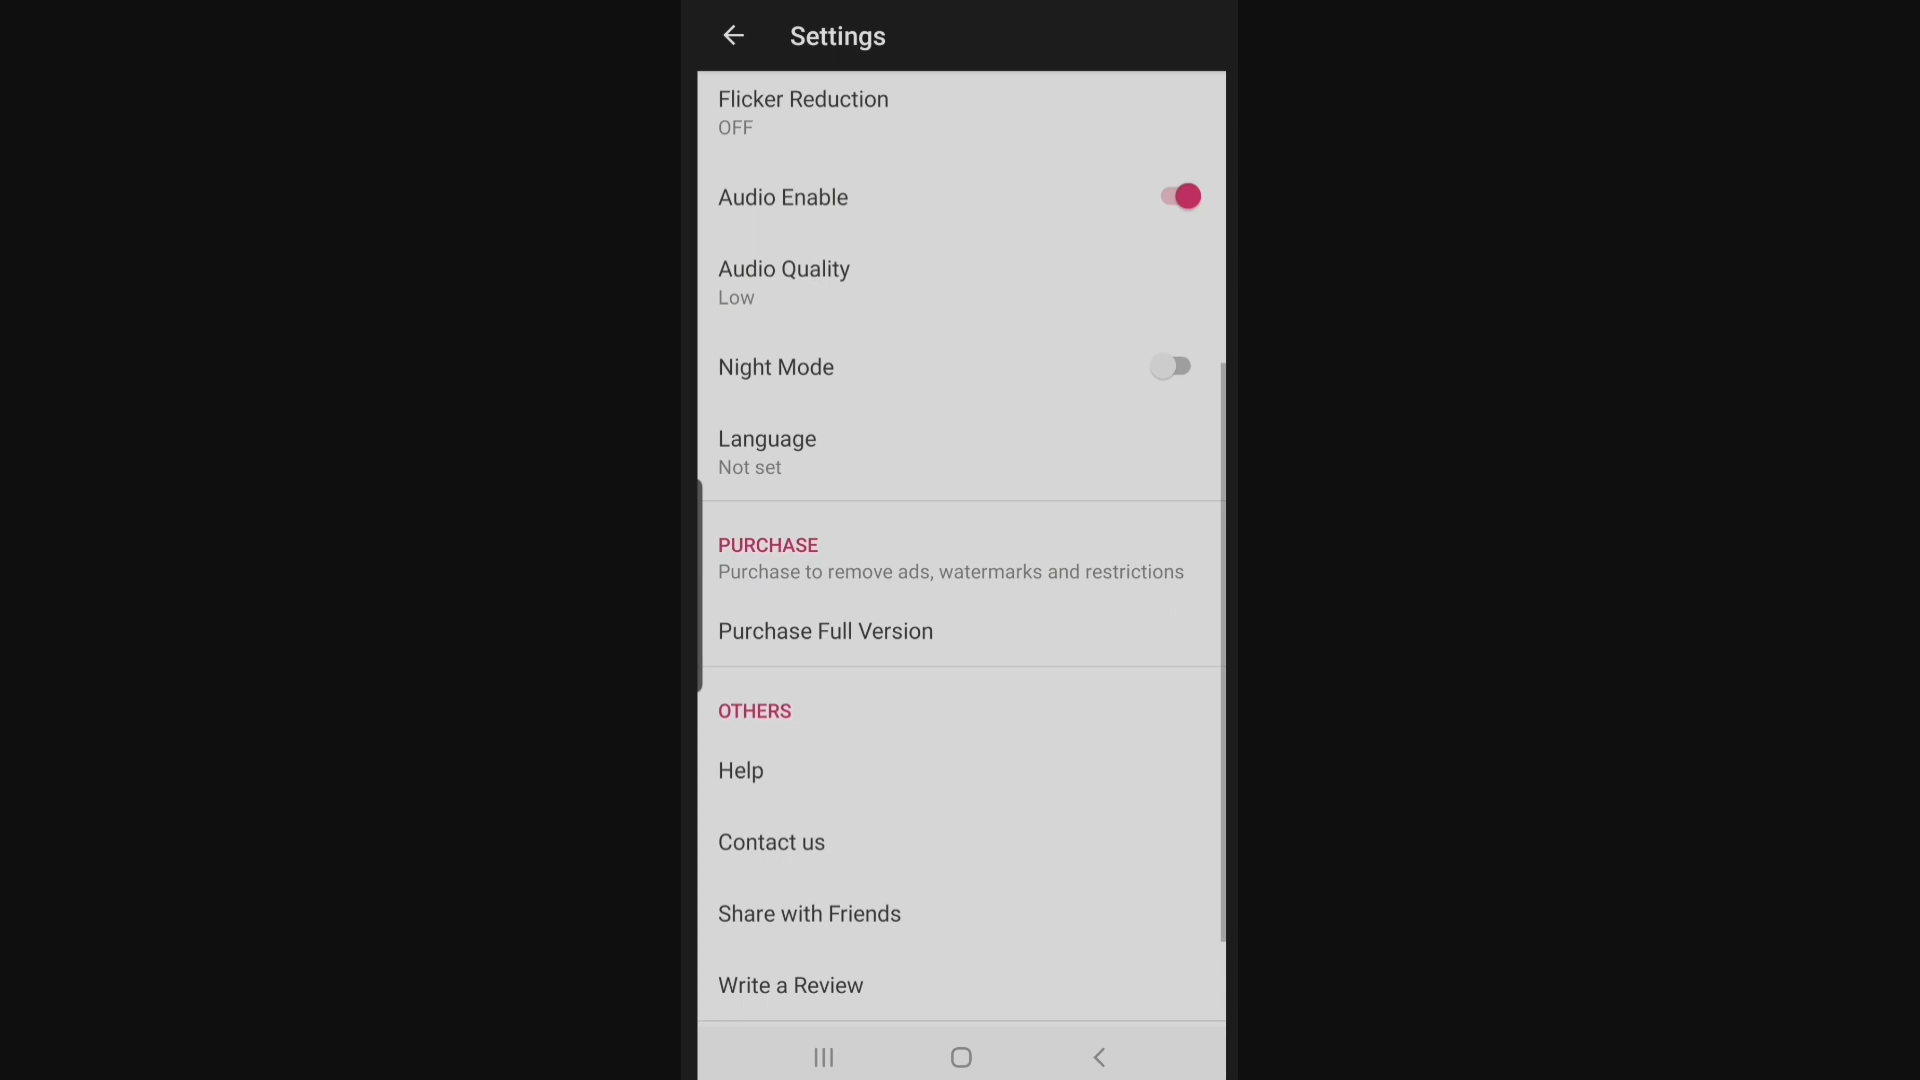 Settings
Flicker Reduction
OFF
Audio Enable
Audio Quality
Low
Night Mode
Language
Not set
PURCHASE
Purchase to remove ads, watermarks and restrictions
Purchase Full Version
OTHERS
Help
Contact us
Share with Friends
Write a Review